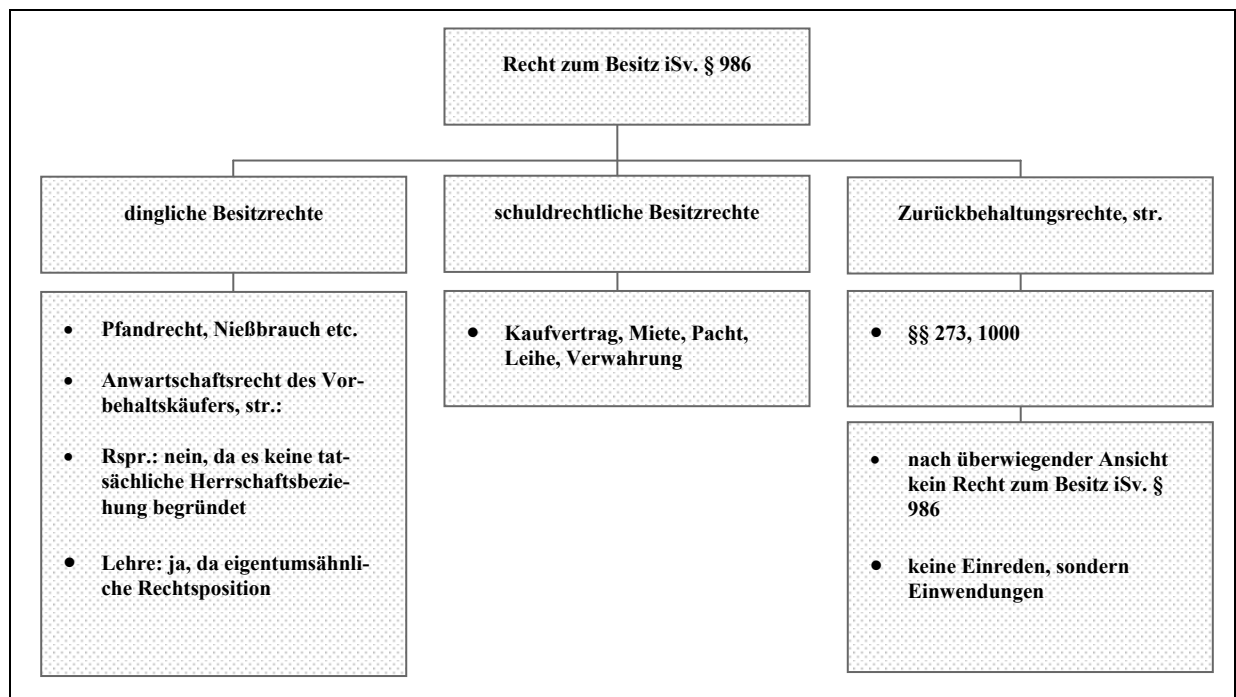 Recht zum Besitz iSv. § 986
dingliche Besitzrechte
schuldrechtliche Besitzrechte
Zurückbehaltungsrechte, str.
• Pfandrecht, Nießbrauch etc.
• Anwartschaftsrecht des Vor-
behaltskäufers, str.:
• Rspr.: nein, da es keine tat-
sächliche Herrschaftsbezie-
hung begründet
• Lehre: ja, da eigentumsähnli-
che Rechtsposition
• Kaufvertrag, Miete, Pacht,
Leihe, Verwahrung
• §§ 273, 1000
• nach überwiegender Ansicht
kein Recht zum Besitz iSv. §
986
• keine Einreden, sondern
Einwendungen